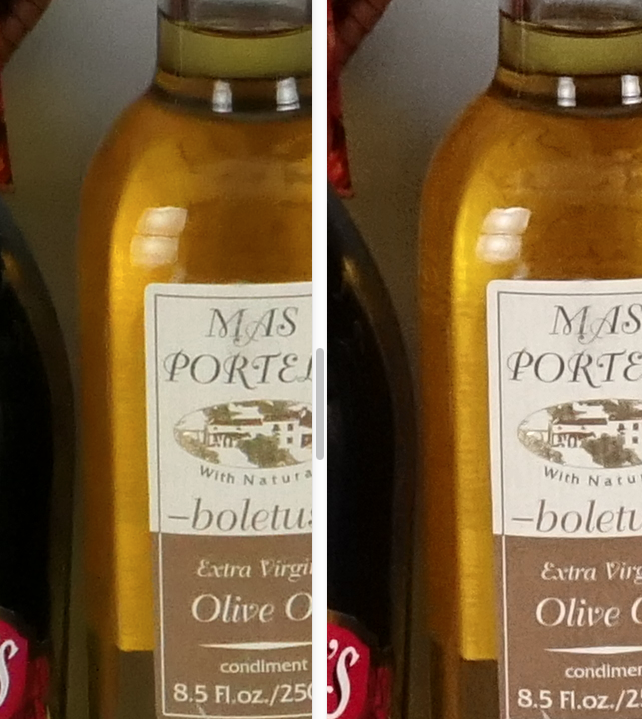 MAS
PORTE
With Natura
–boletus
Extra Virgi
Olive O
condiment
8.5 Fl.oz./250
MAS
PORTE
With Natu
–boletu
Extra Virg
Olive
condimen
8.5 Fl.oz./2
'S